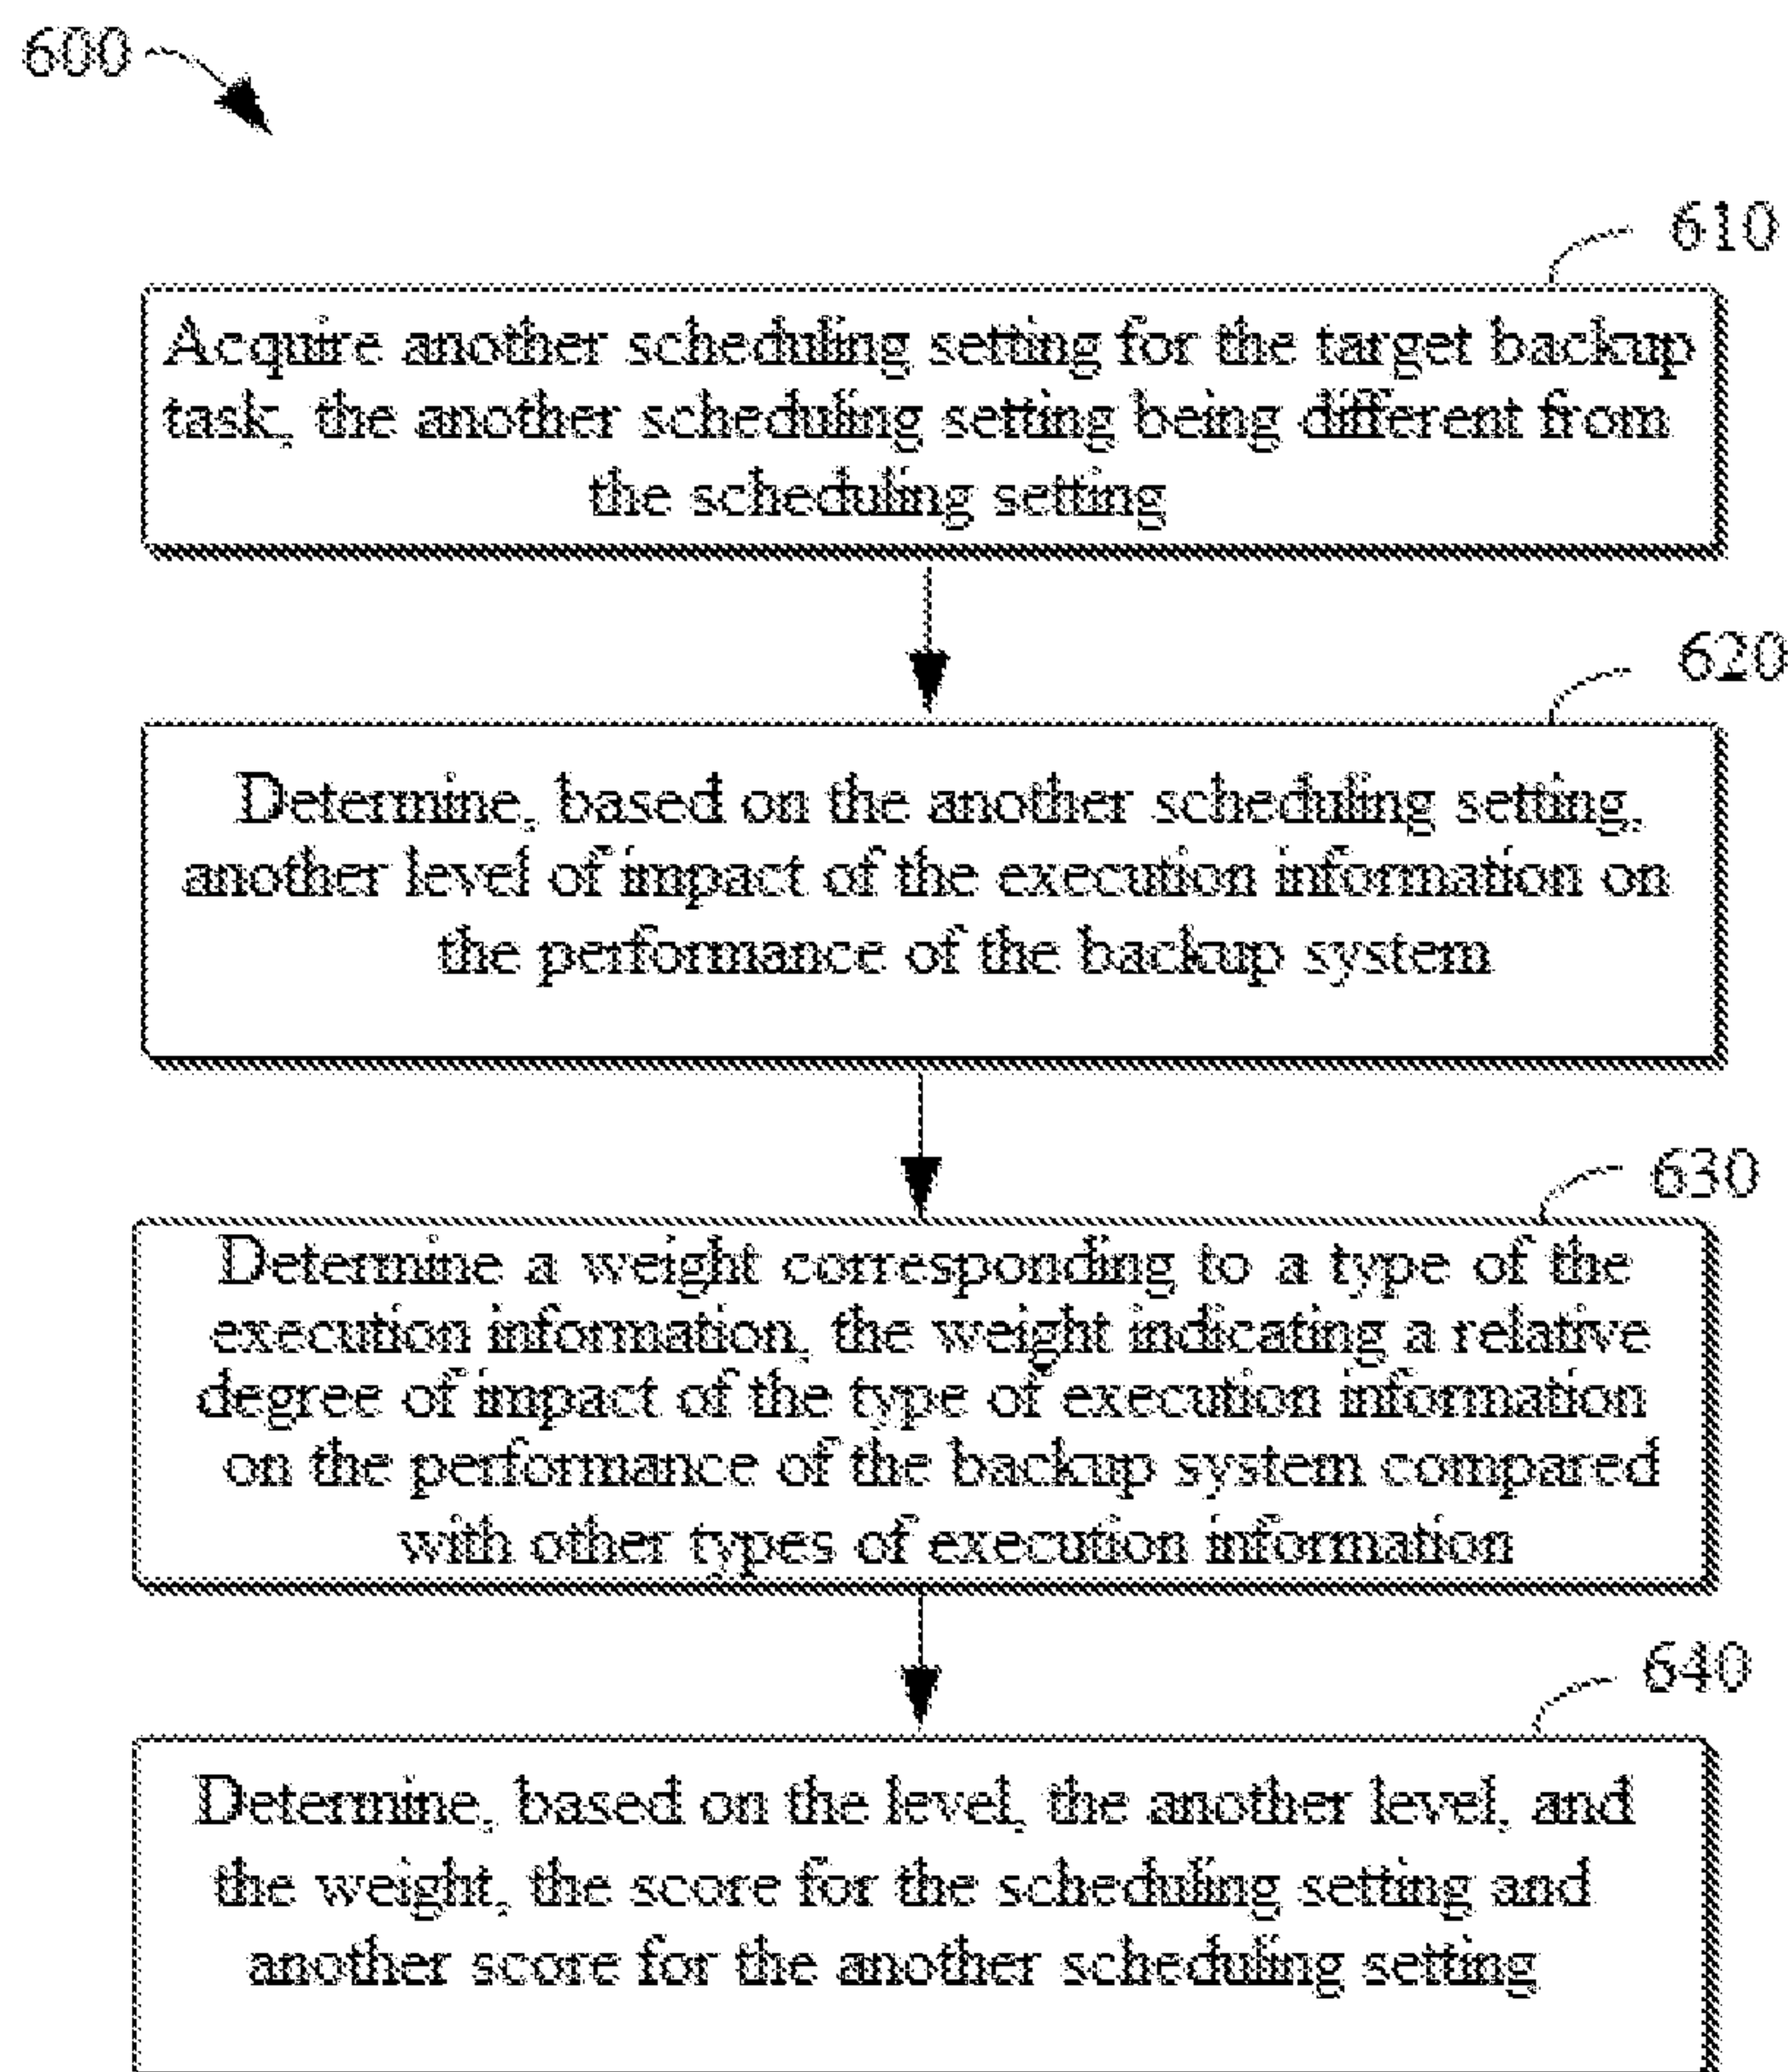 600
610
Acquire another scheduling setting for the target backup
task, the another scheduling setting being different from
the scheduling setting
620
Determine, based on the another scheduling setting,
another level of impact of the execution information on
the performance of the backup system
630
Determine a weight corresponding to a type of the
execution information, the weight indicating a relative
degree of impact of the type of execution information
on the performance of the backup system compared
with other types of execution information
640
Determine, based on the level, the another level, and
the weight, the score for the scheduling setting and
another score for the another scheduling setting